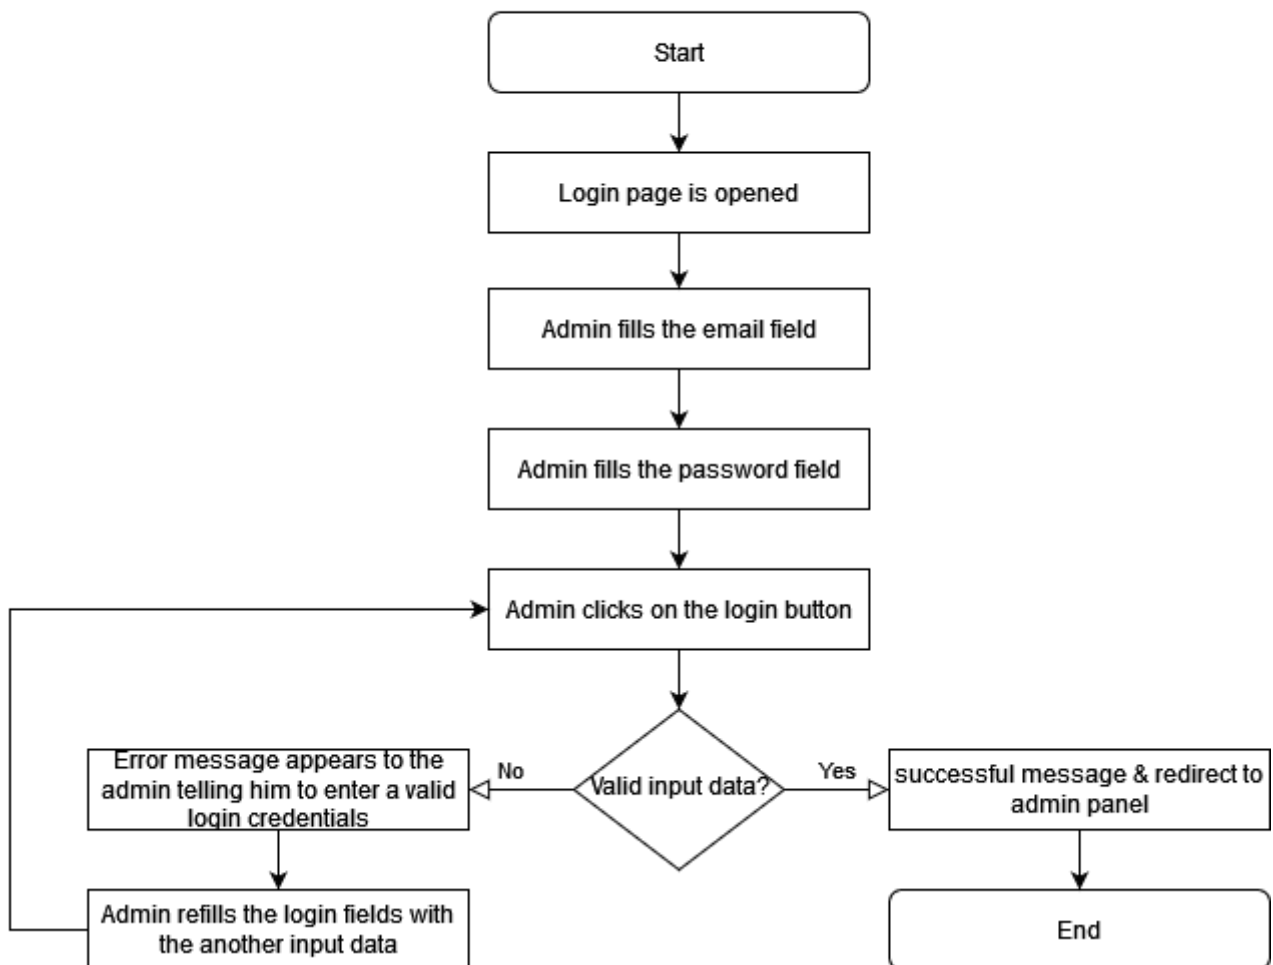 Start
Login page is opened
Admin fills the email field
Admin fills the password field
Admin clicks on the login button
Valid input data?
No
Yes
Error message appears to the
admin telling him to enter a valid
login credentials
successful message & redirect to
admin panel
Admin refills the login fields with
the another input data
End